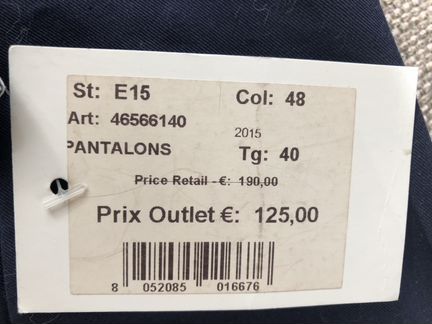 St: E15 Col: 48
Art: 46566140
2015
PANTALONS Tg: 40
Price Retail - €: 190,00
Prix Outlet €: 125,00
8 052085 016676